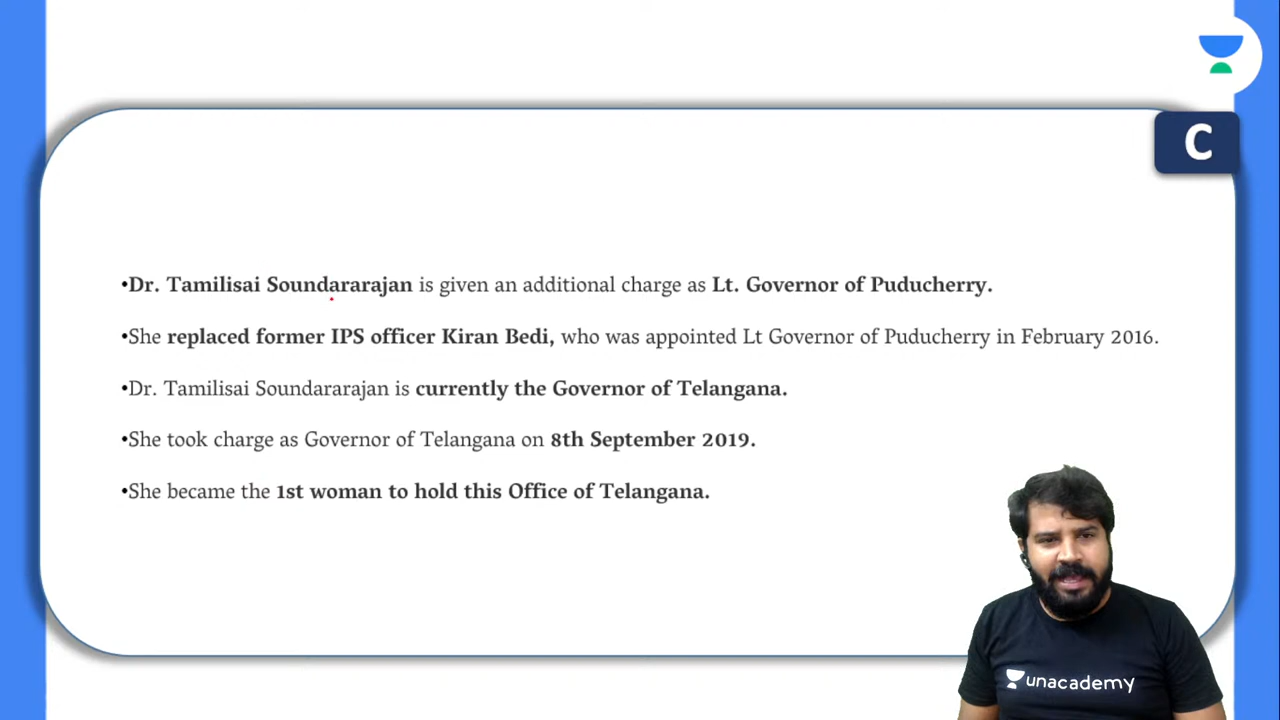 C
•Dr. Tamilisai Soundararajan is given an additional charge as Lt. Governor of Puducherry.
•She replaced former IPS officer Kiran Bedi, who was appointed Lt Governor of Puducherry in February 2016.
•Dr. Tamilisai Soundararajan is currently the Governor of Telangana.
•She took charge as Governor of Telangana on 8th September 2019.
•She became the 1st woman to hold this Office of Telangana.
unacademy